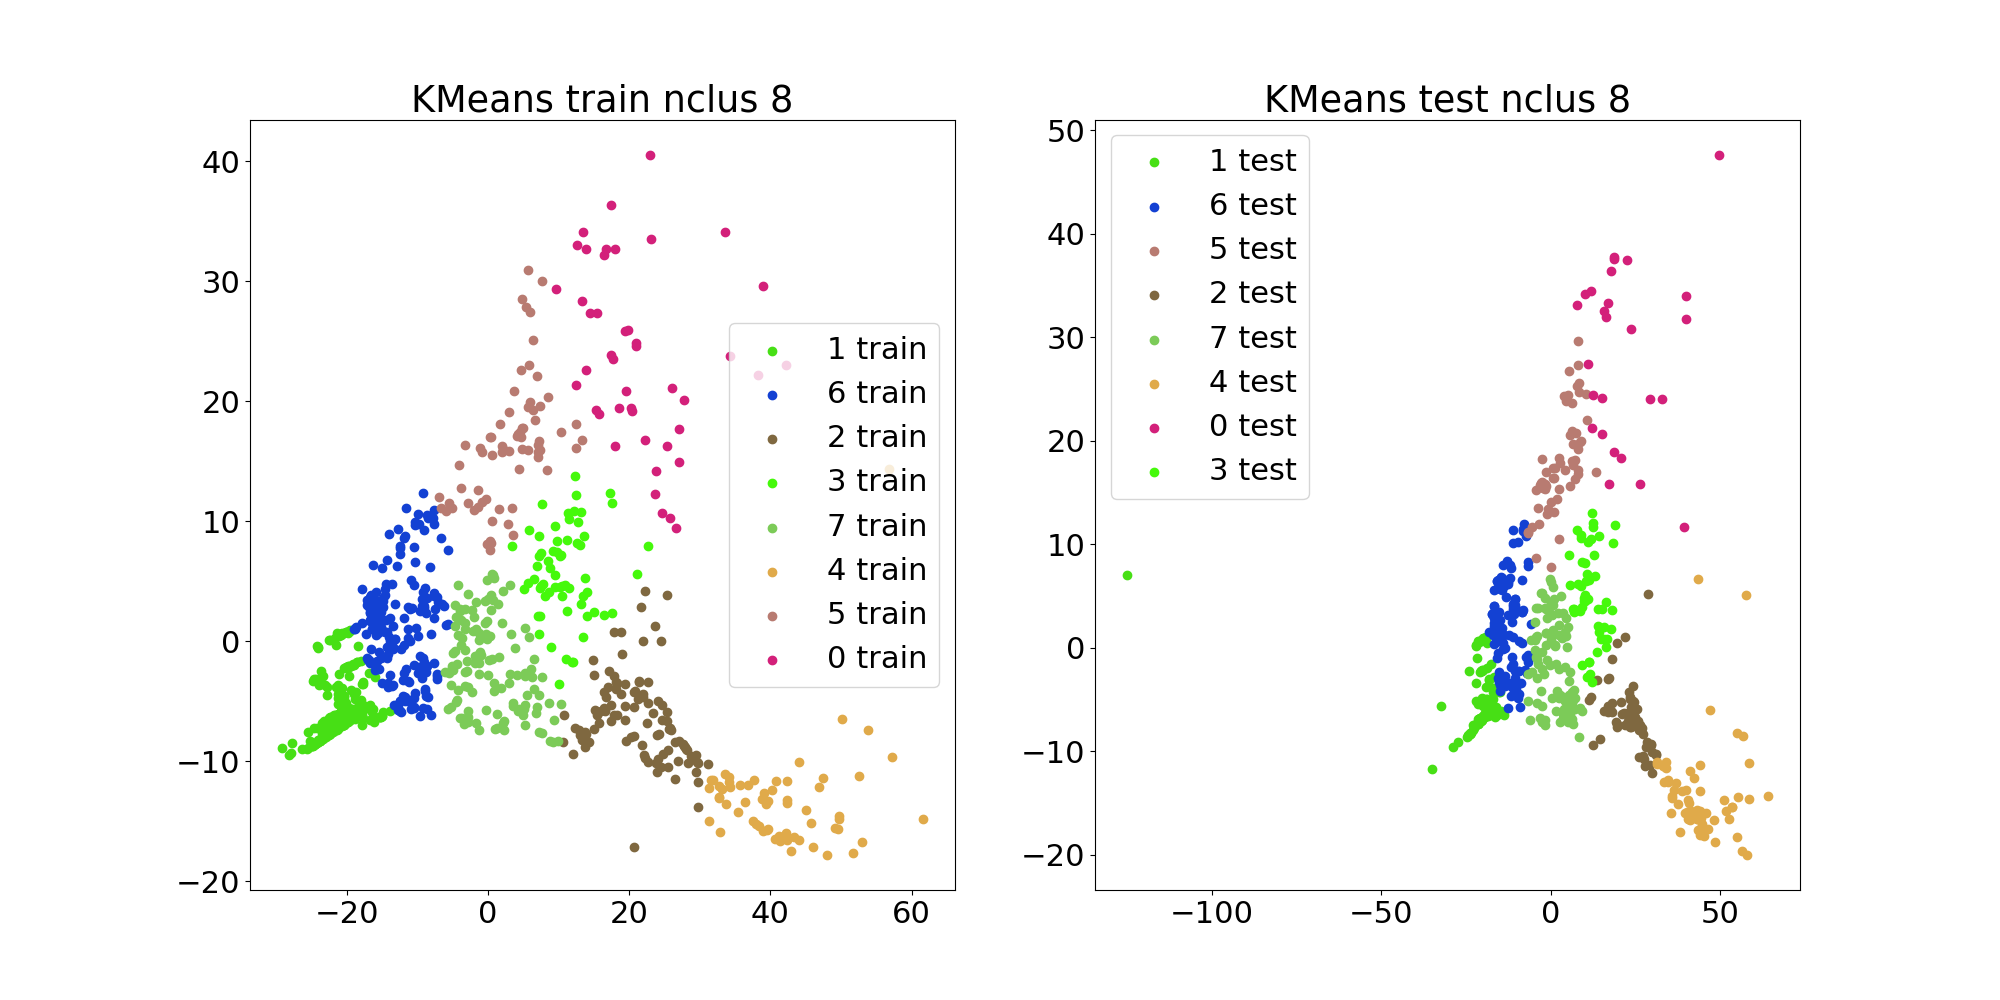 KMeans train nclus 8
40
30
20
10
0
−10
−20
−20 0 20 40 60
1 train
6 train
2 train
3 train
7 train
4 train
5 train
0 train
KMeans test nclus 8
50
40
30
20
10
0
−10
−20
−100 −50 0 50
1 test
6 test
5 test
2 test
7 test
4 test
0 test
3 test